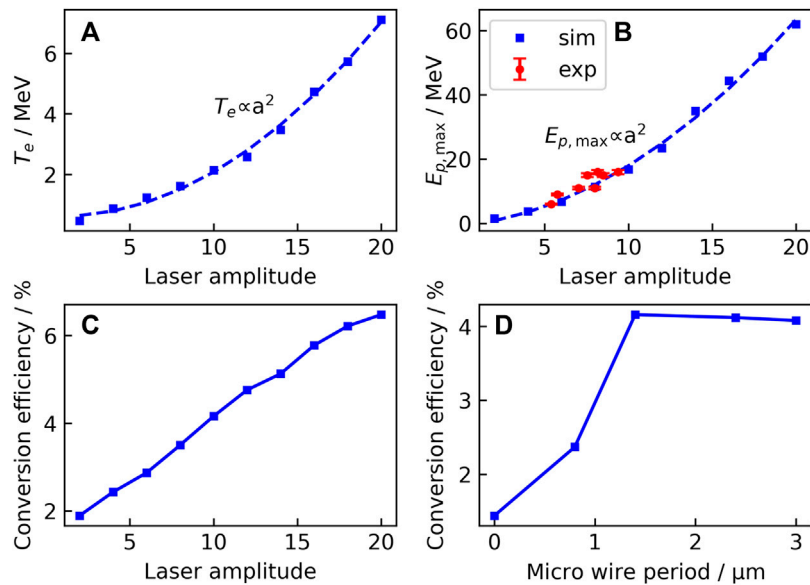 A
T_e / MeV
T_e∝a²
2
4
6
5
10
15
20
Laser amplitude
B
sim
exp
E_p, max / MeV
E_p, max∝a²
0
20
40
60
5
10
15
20
Laser amplitude
C
Conversion efficiency / %
2
4
6
5
10
15
20
Laser amplitude
D
Conversion efficiency / %
2
3
4
0
1
2
3
Micro wire period / μm